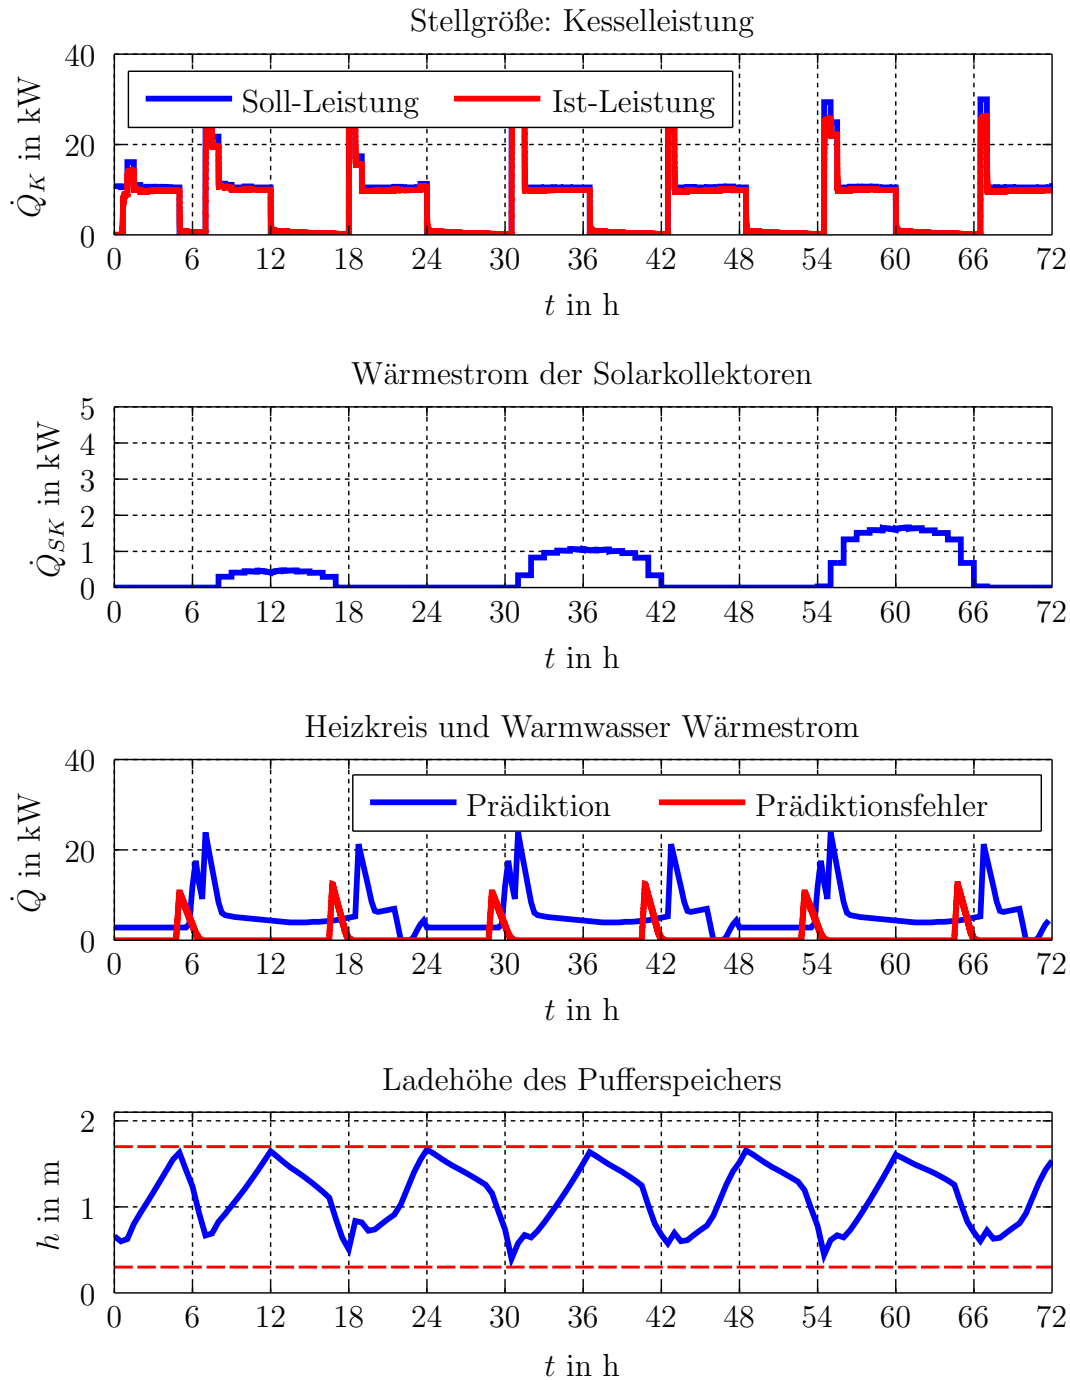 Stellgröße: Kesselleistung
40
20
0
Q̇_K in kW
Soll-Leistung Ist-Leistung
0 6 12 18 24 30 36 42 48 54 60 66 72
t in h
Wärmestrom der Solarkollektoren
5
4
3
2
1
0
Q̇_SK in kW
0 6 12 18 24 30 36 42 48 54 60 66 72
t in h
Heizkreis und Warmwasser Wärmestrom
40
20
0
Q̇ in kW
Prädiktion Prädiktionsfehler
0 6 12 18 24 30 36 42 48 54 60 66 72
t in h
Ladehöhe des Pufferspeichers
2
1
0
h in m
0 6 12 18 24 30 36 42 48 54 60 66 72
t in h